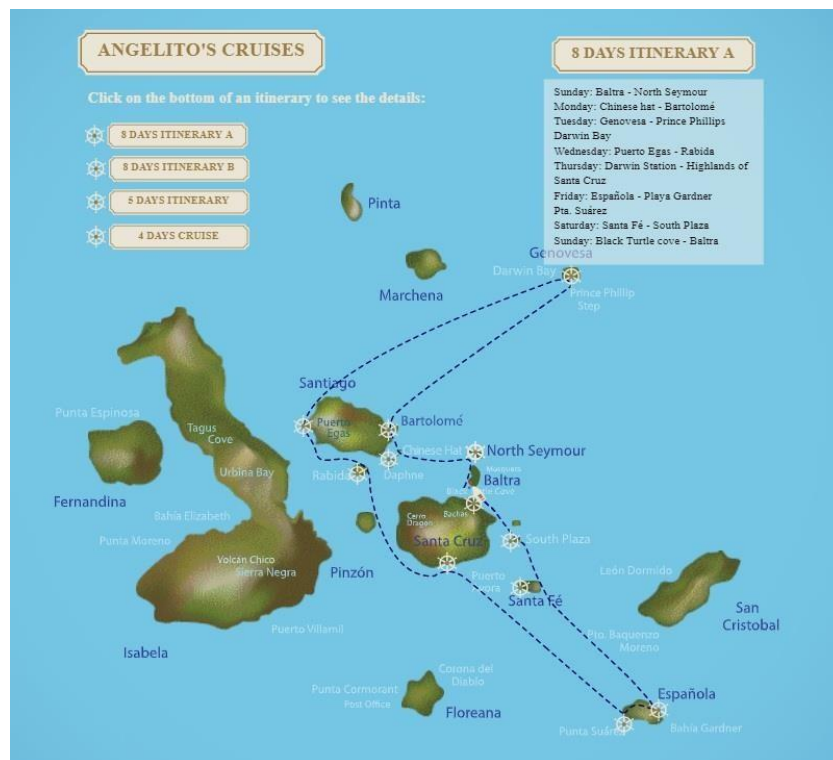 ANGELITO'S CRUISES
Click on the bottom of an itinerary to see the details:
8 DAYS ITINERARY A
8 DAYS ITINERARY B
5 DAYS ITINERARY
4 DAYS CRUISE
8 DAYS ITINERARY A
Sunday: Baltra - North Seymour
Monday: Chinese hat - Bartolomé
Tuesday: Genovesa - Prince Phillips
Darwin Bay
Wednesday: Puerto Egas - Rabida
Thursday: Darwin Station - Highlands of
Santa Cruz
Friday: Española - Playa Gardner
Pta. Suárez
Saturday: Santa Fé - South Plaza
Sunday: Black Turtle cove - Baltra
Pinta
Genovesa
Darwin Bay
Marchena
Prince Phillip
Step
Santiago
Punta Espinosa
Puerto
Egas
Bartolomé
Tagus
Cove
Chinese Hat
North Seymour
Urbina Bay
Rabida
Daphne
Baltra
Fernandina
Bahía Elizabeth
Cerro
Dragon
Bachas
Punta Moreno
Santa Cruz
South Plaza
Volcán Chico
Sierra Negra
Pinzón
Puerto
León Dormido
Santa Fé
San
Cristobal
Puerto Villamil
Pto. Baquerizo
Moreno
Isabela
Corona del
Diablo
Punta Cormorant
Post Office
Floreana
Española
Punta Suárez
Bahía Gardner